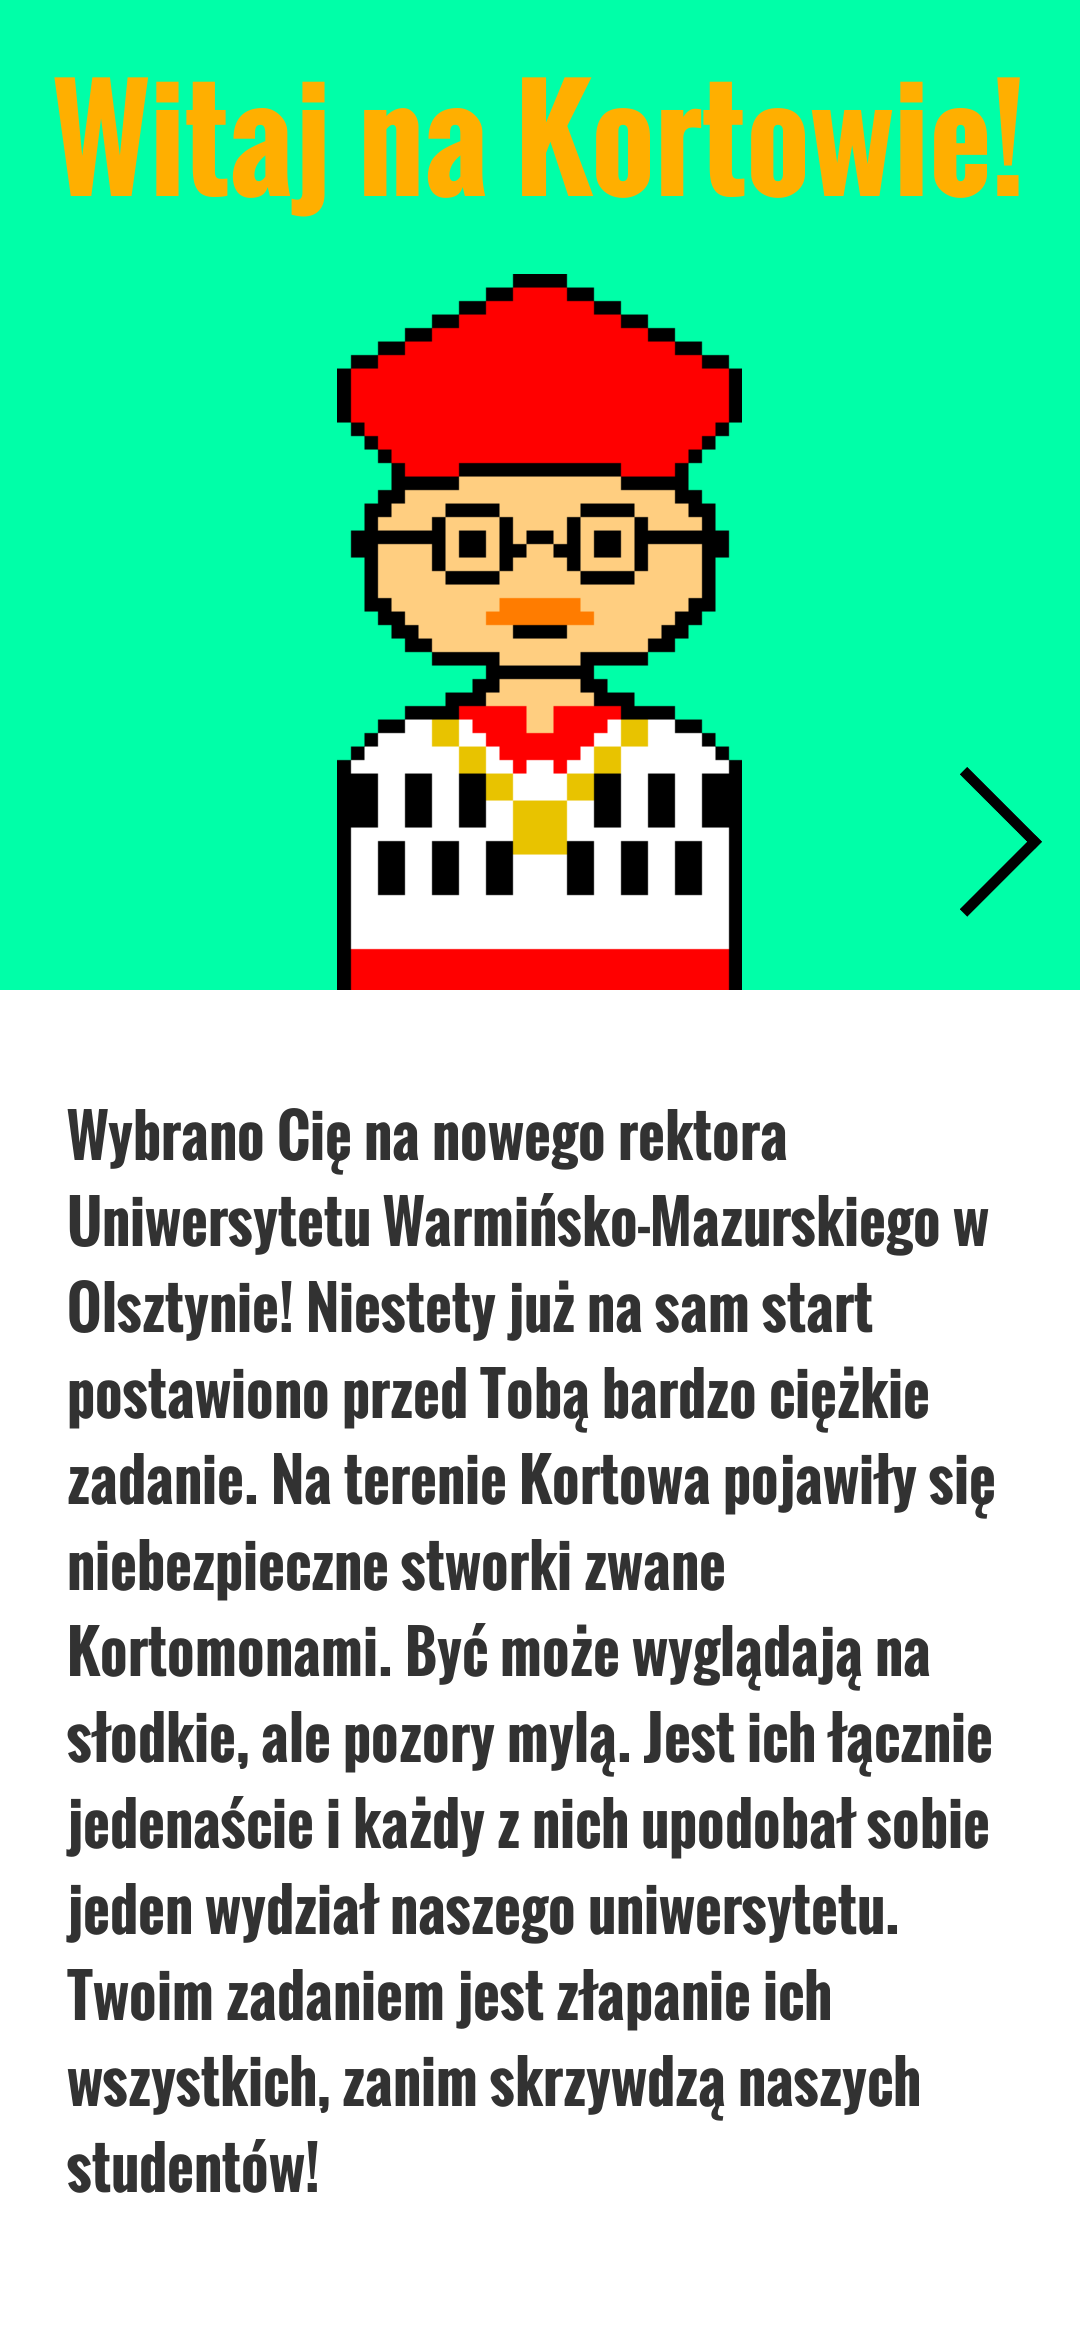 Witaj na Kortowie!
Wybrano Cię na nowego rektora
Uniwersytetu Warmińsko-Mazurskiego w
Olsztynie! Niestety już na sam start
postawiono przed Tobą bardzo ciężkie
zadanie. Na terenie Kortowa pojawiły się
niebezpieczne stworki zwane
Kortomonami. Być może wyglądają na
słodkie, ale pozory mylą. Jest ich łącznie
jedenaście i każdy z nich upodobał sobie
jeden wydział naszego uniwersytetu.
Twoim zadaniem jest złapanie ich
wszystkich, zanim skrzywdzą naszych
studentów!